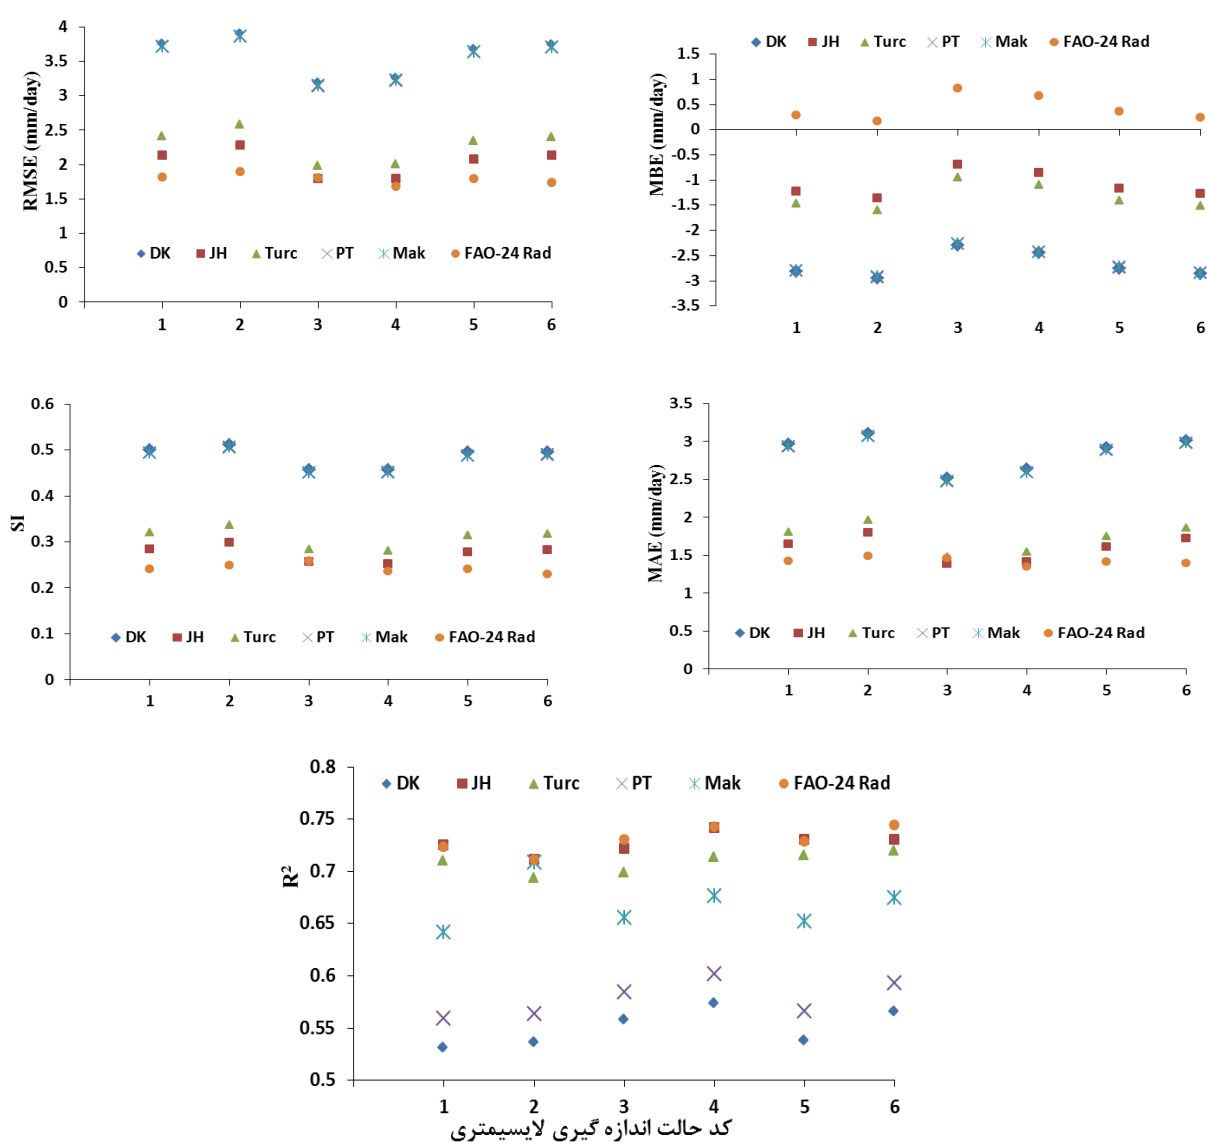 RMSE (mm/day)
4
3.5
3
2.5
2
1.5
1
0.5
0
DK JH Turc PT Mak FAO-24 Rad
1 2 3 4 5 6
DK JH Turc PT Mak FAO-24 Rad
MBE (mm/day)
1.5
1
0.5
0
-0.5
-1
-1.5
-2
-2.5
-3
-3.5
1 2 3 4 5 6
SI
0.6
0.5
0.4
0.3
0.2
0.1
0
DK JH Turc PT Mak FAO-24 Rad
1 2 3 4 5 6
MAE (mm/day)
3.5
3
2.5
2
1.5
1
0.5
0
DK JH Turc PT Mak FAO-24 Rad
1 2 3 4 5 6
DK JH Turc PT Mak FAO-24 Rad
R²
0.8
0.75
0.7
0.65
0.6
0.55
0.5
1 2 3 4 5 6
کد حالت اندازه گیری لایسیمتری